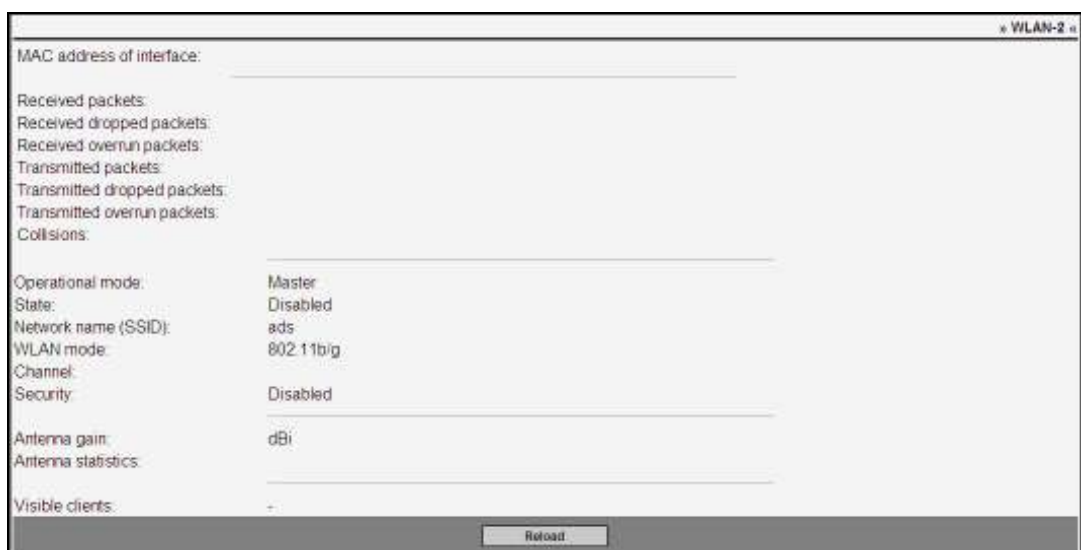 » WLAN-2 «
MAC address of interface:
Received packets:
Received dropped packets:
Received overrun packets:
Transmitted packets:
Transmitted dropped packets:
Transmitted overrun packets:
Collisions:
Operational mode: Master
State: Disabled
Network name (SSID): ads
WLAN mode: 802.11b/g
Channel:
Security: Disabled
Antenna gain: dBi
Antenna statistics:
Visible clients: -
Reload